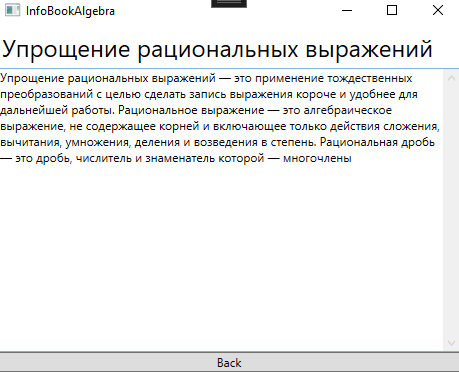 InfoBookAlgebra
Упрощение рациональных выражений
Упрощение рациональных выражений — это применение тождественных
преобразований с целью сделать запись выражения короче и удобнее для
дальнейшей работы. Рациональное выражение — это алгебраическое
выражение, не содержащее корней и включающее только действия сложения,
вычитания, умножения, деления и возведения в степень. Рациональная дробь
— это дробь, числитель и знаменатель которой — многочлены
Back